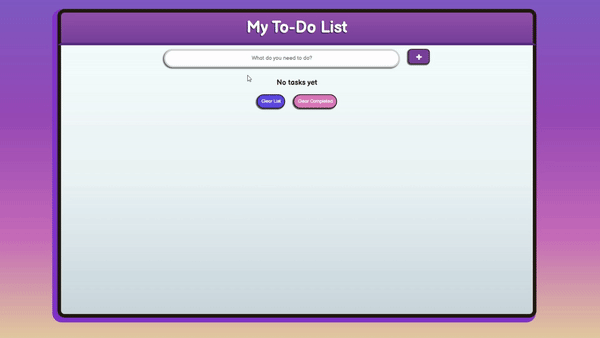 My To-Do List
What do you need to do?
+
No tasks yet
Clear List
Clear Completed